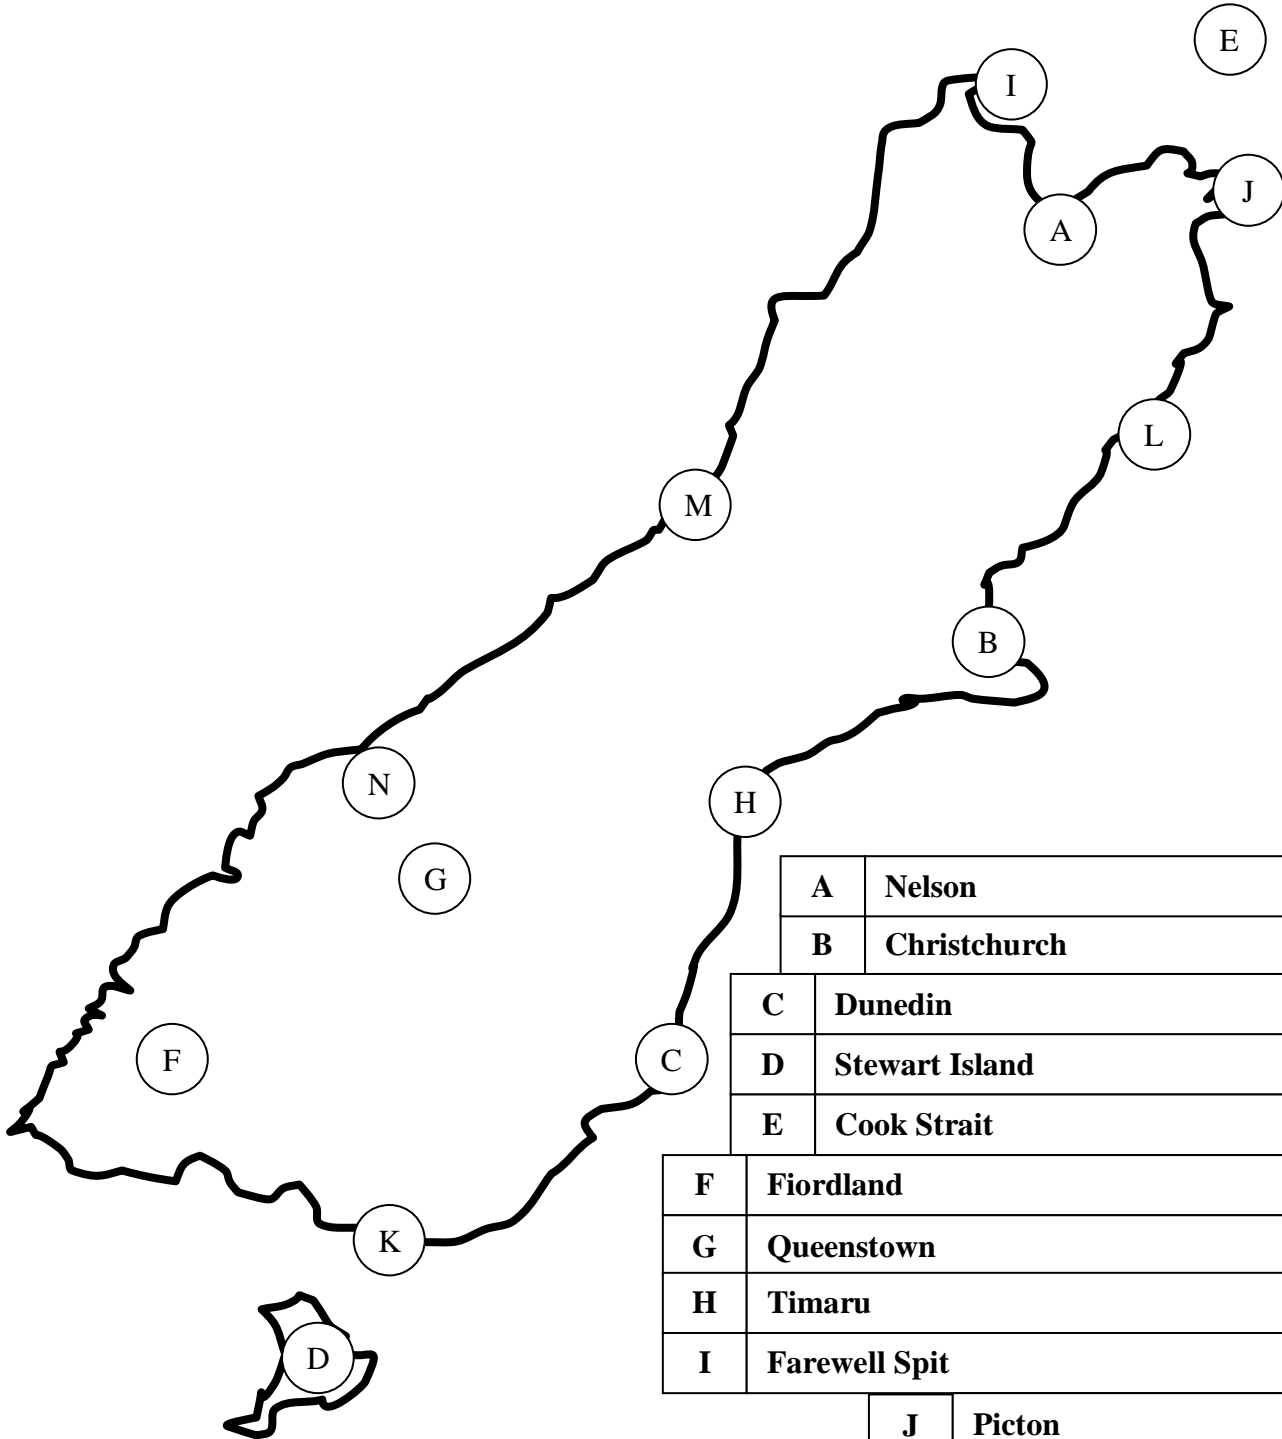 E
I
J
A
L
M
B
N
H
G
F
C
K
D
A Nelson
B Christchurch
C Dunedin
D Stewart Island
E Cook Strait
F Fiordland
G Queenstown
H Timaru
I Farewell Spit
J Picton